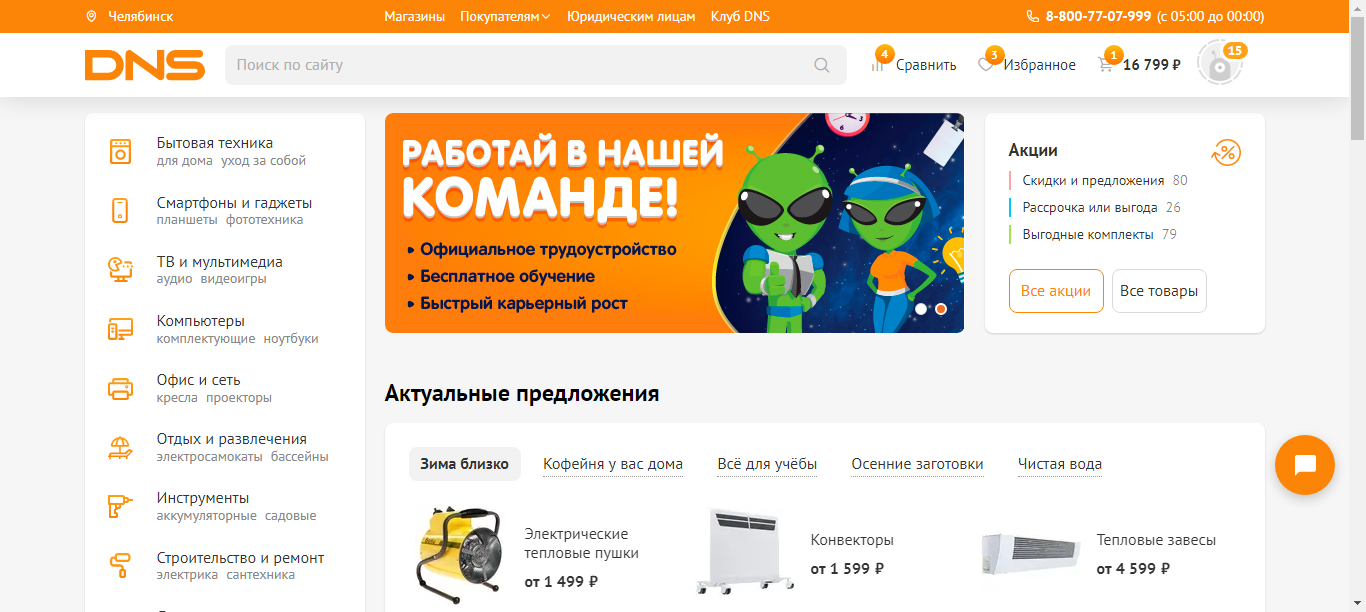 Челябинск
Магазины Покупателям Юридическим лицам Клуб DNS
8-800-77-07-999 (с 05:00 до 00:00)
DNS
Поиск по сайту
4
Сравнить
3
Избранное
1
16 799 ₽
15
Бытовая техника
для дома уход за собой
Смартфоны и гаджеты
планшеты фототехника
ТВ и мультимедиа
аудио видеоигры
Компьютеры
комплектующие ноутбуки
Офис и сеть
кресла проекторы
Отдых и развлечения
электросамокаты бассейны
Инструменты
аккумуляторные садовые
Строительство и ремонт
электрика сантехника
РАБОТАЙ В НАШЕЙ
КОМАНДЕ!
• Официальное трудоустройство
• Бесплатное обучение
• Быстрый карьерный рост
Акции
Скидки и предложения 80
Рассрочка или выгода 26
Выгодные комплекты 79
Все акции
Все товары
Актуальные предложения
Зима близко Кофейня у вас дома Всё для учёбы Осенние заготовки Чистая вода
Электрические
тепловые пушки
от 1 499 ₽
Конвекторы
от 1 599 ₽
Тепловые завесы
от 4 599 ₽